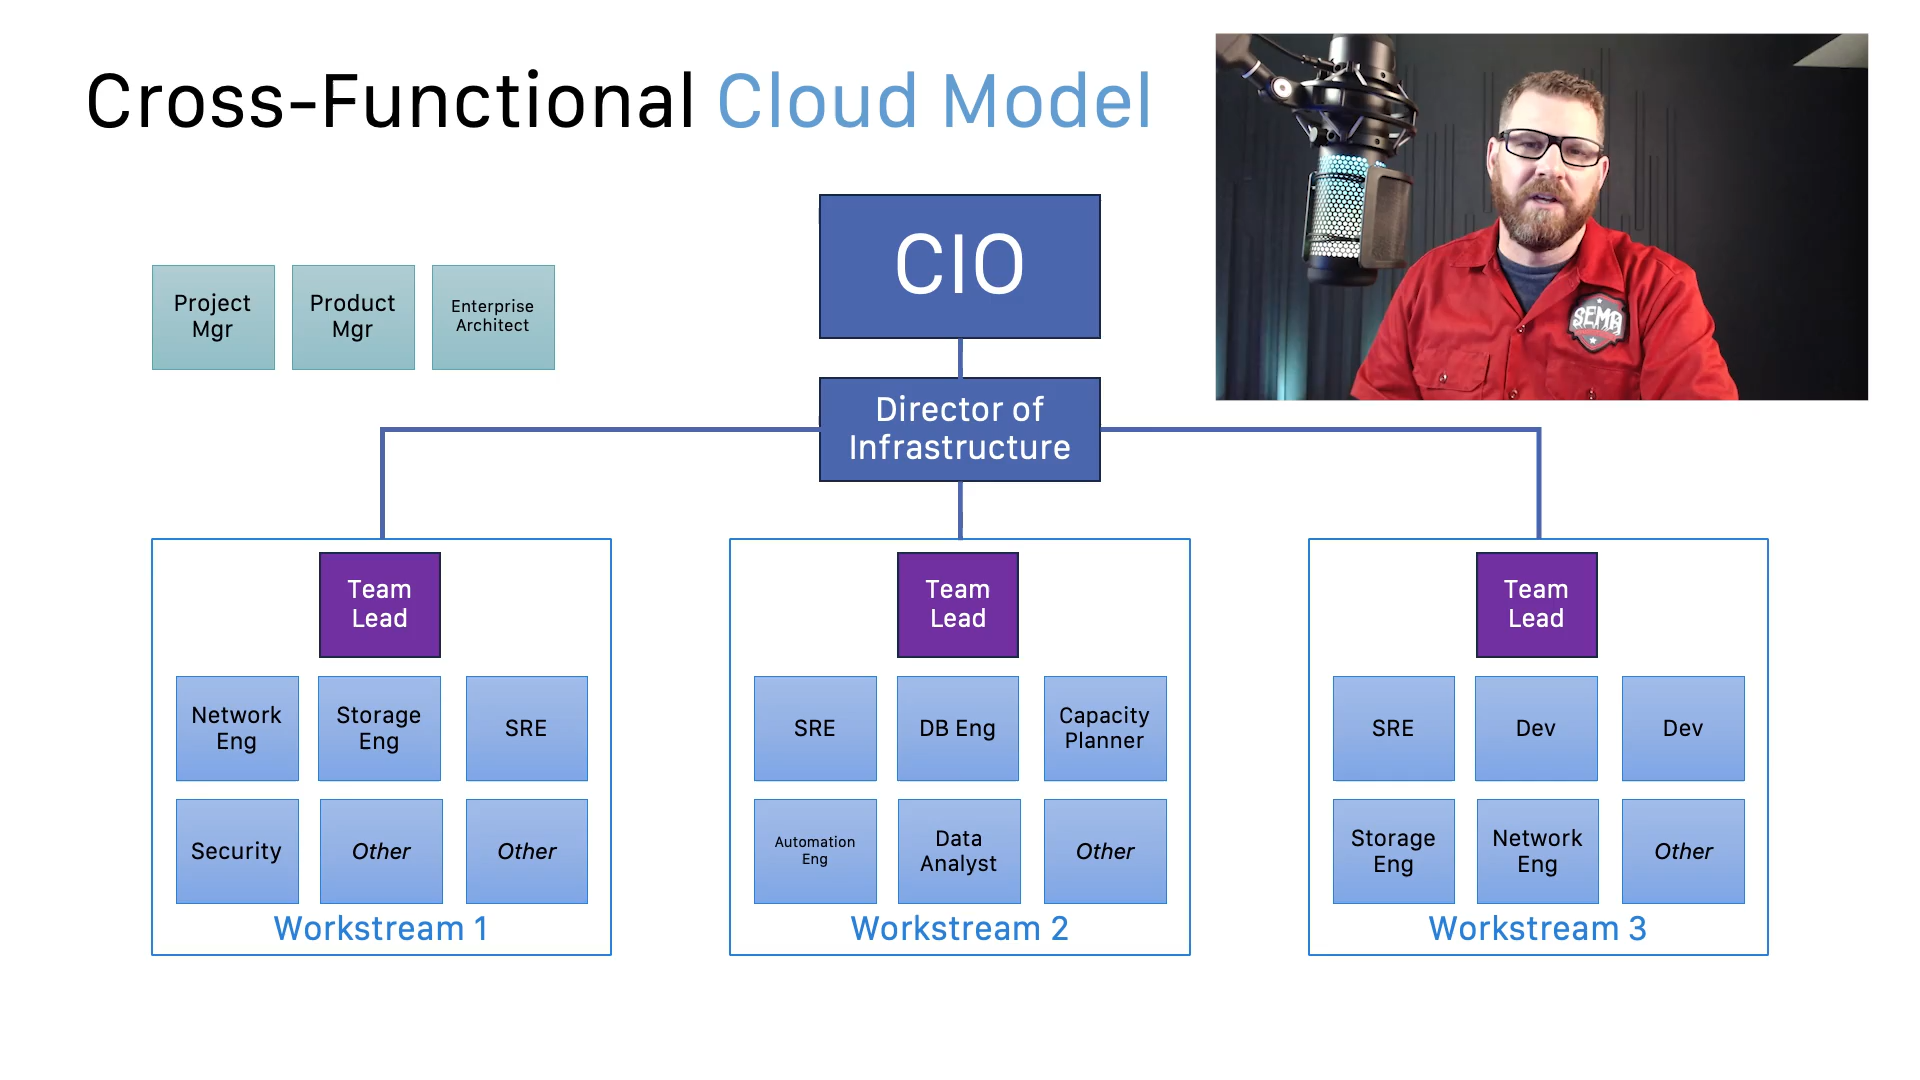 Cross-Functional Cloud Model
CIO
Project
Mgr
Product
Mgr
Enterprise
Architect
SEMA
Director of
Infrastructure
Team
Lead
Network
Eng
Storage
Eng
SRE
Security
Other
Other
Workstream 1
Team
Lead
SRE
DB Eng
Capacity
Planner
Automation
Eng
Data
Analyst
Other
Workstream 2
Team
Lead
SRE
Dev
Dev
Storage
Eng
Network
Eng
Other
Workstream 3